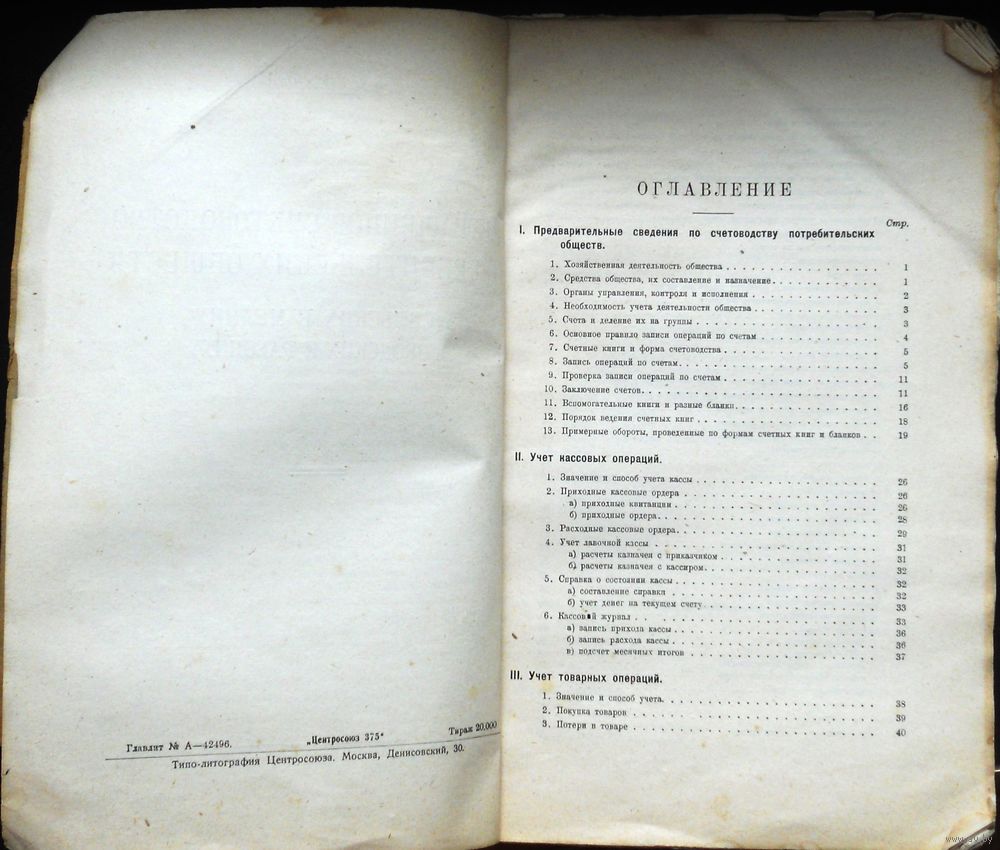 Главлит № А—42496. „Центросоюз 375“ Тираж 20.000
Типо-литография Центросоюза. Москва, Денисовский, 30.
ОГЛАВЛЕНИЕ
Стр.
I. Предварительные сведения по счетоводству потребительских
обществ.
1. Хозяйственная деятельность общества . . . . . . . . . . . . . . . . . 1
2. Средства общества, их составление и назначение . . . . . . . . . . . . 1
3. Органы управления, контроля и исполнения . . . . . . . . . . . . . . 2
4. Необходимость учета деятельности общества . . . . . . . . . . . . . . 3
5. Счета и деление их на группы . . . . . . . . . . . . . . . . . . . . 3
6. Основное правило записи операций по счетам . . . . . . . . . . . . . 4
7. Счетные книги и форма счетоводства . . . . . . . . . . . . . . . . . 5
8. Запись операций по счетам . . . . . . . . . . . . . . . . . . . . . . 5
9. Проверка записи операций по счетам . . . . . . . . . . . . . . . . . 11
10. Заключение счетов . . . . . . . . . . . . . . . . . . . . . . . . . . 11
11. Вспомогательные книги и разные бланки . . . . . . . . . . . . . . . . 16
12. Порядок ведения счетных книг . . . . . . . . . . . . . . . . . . . . 18
13. Примерные обороты, проведенные по формам счетных книг и бланков . . 19
II. Учет кассовых операций.
1. Значение и способ учета кассы . . . . . . . . . . . . . . . . . . . . 26
2. Приходные кассовые ордера . . . . . . . . . . . . . . . . . . . . . 26
а) приходные квитанции . . . . . . . . . . . . . . . . . . . . . . . 26
б) приходные ордера . . . . . . . . . . . . . . . . . . . . . . . . 28
3. Расходные кассовые ордера . . . . . . . . . . . . . . . . . . . . . 29
4. Учет лавочной кассы . . . . . . . . . . . . . . . . . . . . . . . . 31
а) расчеты казначея с приказчиком . . . . . . . . . . . . . . . . . . 31
б) расчеты казначея с кассиром . . . . . . . . . . . . . . . . . . . 32
5. Справка о состоянии кассы . . . . . . . . . . . . . . . . . . . . . 32
а) составление справки . . . . . . . . . . . . . . . . . . . . . . . 32
б) учет денег на текущем счету . . . . . . . . . . . . . . . . . . . 33
6. Кассовый журнал . . . . . . . . . . . . . . . . . . . . . . . . . . 33
а) запись прихода кассы . . . . . . . . . . . . . . . . . . . . . . . 36
б) запись расхода кассы . . . . . . . . . . . . . . . . . . . . . . . 36
в) подсчет месячных итогов . . . . . . . . . . . . . . . . . . . . . 37
III. Учет товарных операций.
1. Значение и способ учета . . . . . . . . . . . . . . . . . . . . . . . 38
2. Покупка товаров . . . . . . . . . . . . . . . . . . . . . . . . . . 39
3. Потери в товаре . . . . . . . . . . . . . . . . . . . . . . . . . . 40